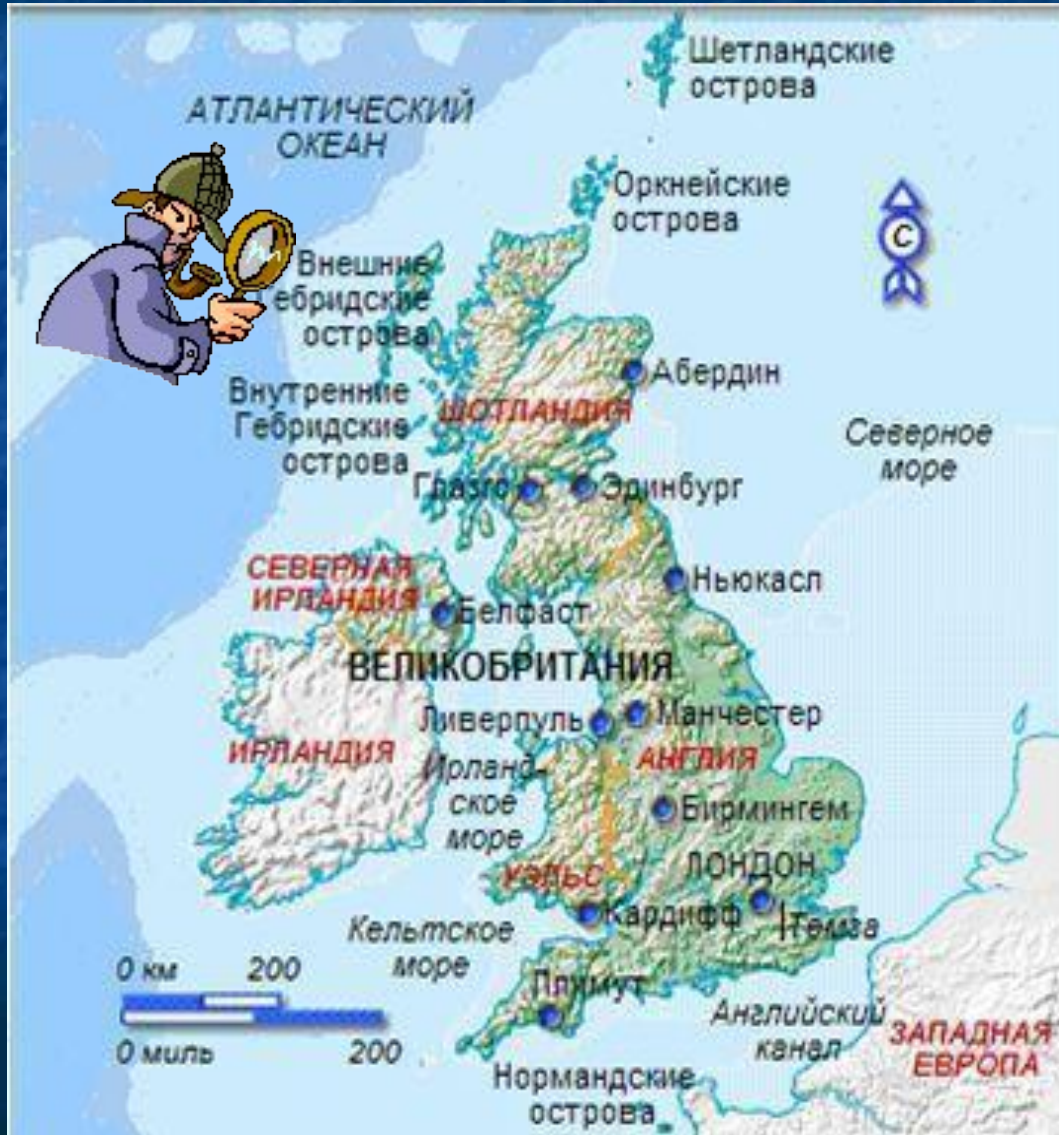 Шетландские
острова
АТЛАНТИЧЕСКИЙ
ОКЕАН
Оркнейские
острова
С
Внешние
ебридские
острова
Абердин
Внутренние
Гебридские
острова
ШОТЛАНДИЯ
Северное
море
Глазго
Эдинбург
СЕВЕРНАЯ
ИРЛАНДИЯ
Ньюкасл
Белфаст
ВЕЛИКОБРИТАНИЯ
Ливерпуль
Манчестер
ИРЛАНДИЯ
АНГЛИЯ
Ирланд-
ское
море
Бирмингем
УЭЛЬС
ЛОНДОН
Кардифф
Темза
Кельтское
море
0 км 200
0 миль 200
Плимут
Английский
канал
ЗАПАДНАЯ
ЕВРОПА
Нормандские
острова